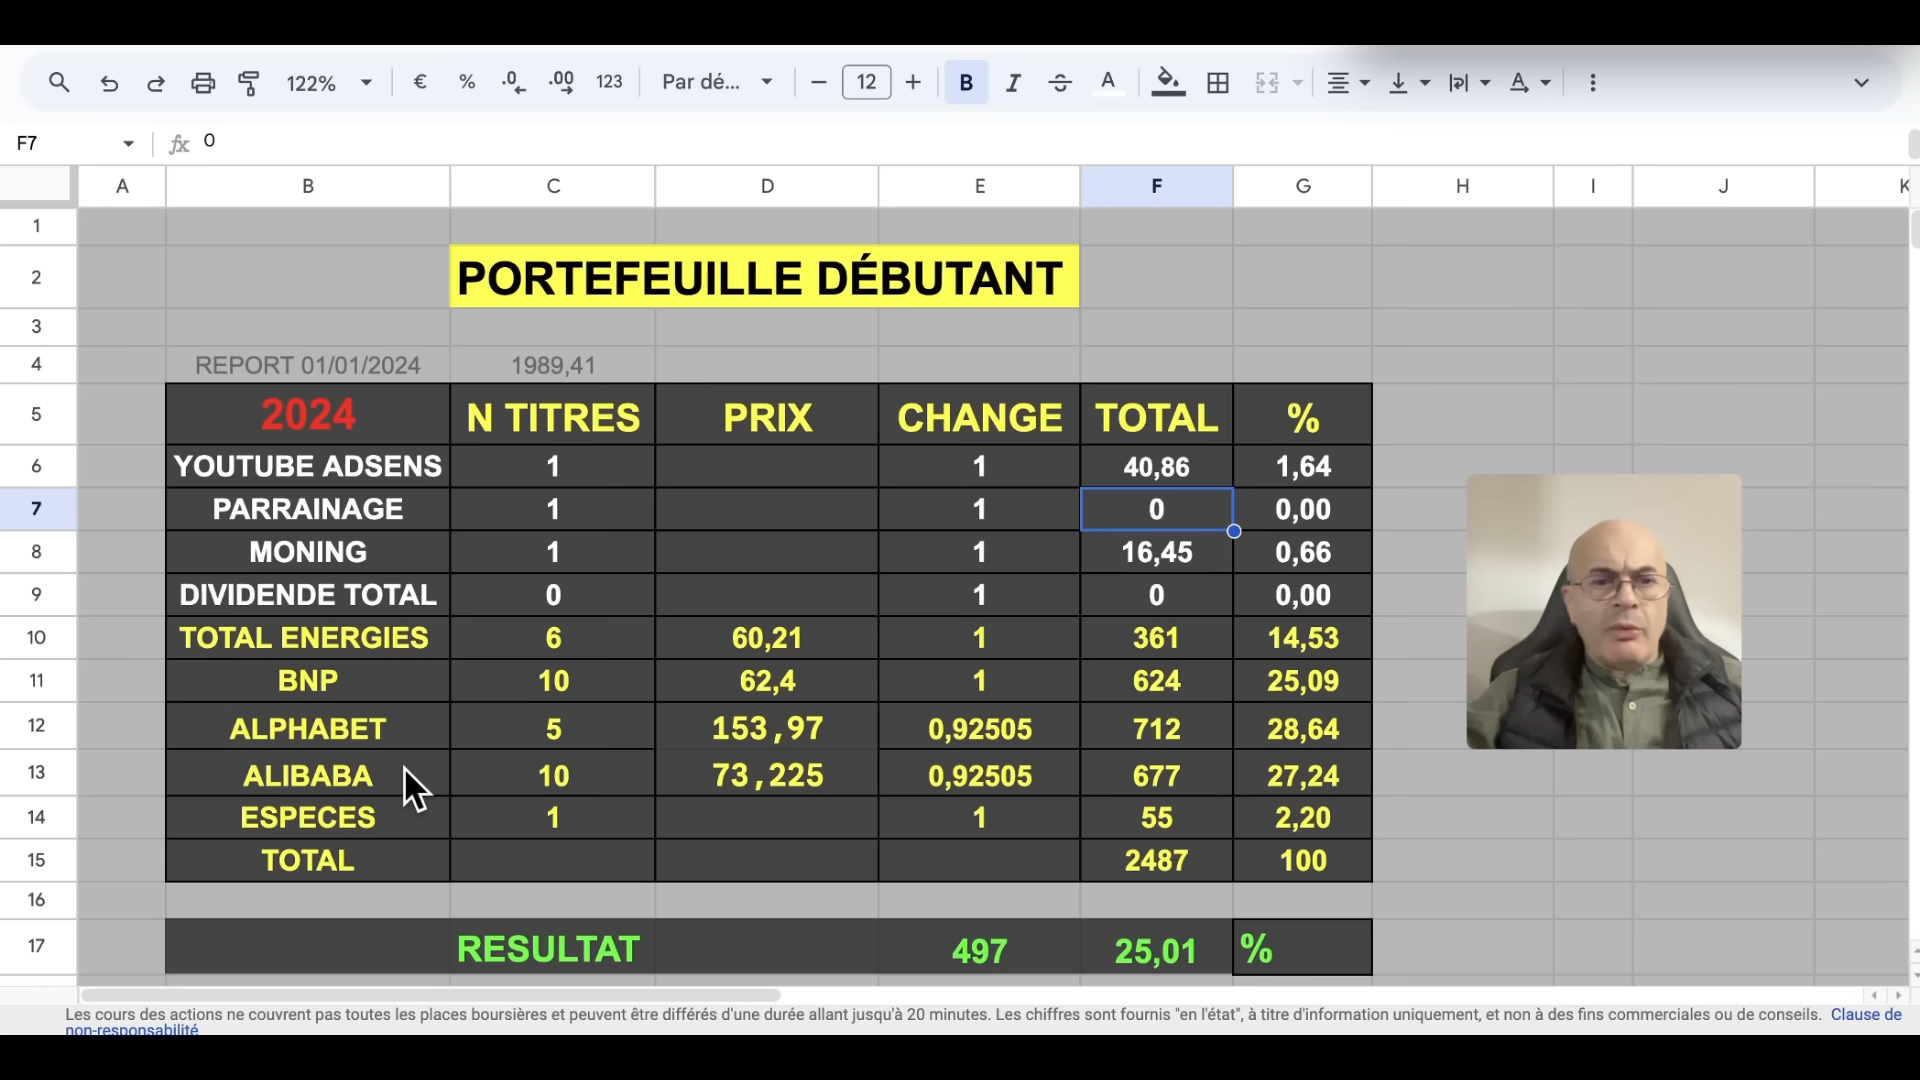 122% € % .0 .00 123 Par dé... 12 B I A
F7 fx 0
A B C D E F G H I J K
1
2 PORTEFEUILLE DÉBUTANT
3
4 REPORT 01/01/2024 1989,41
5 2024 N TITRES PRIX CHANGE TOTAL %
6 YOUTUBE ADSENS 1 1 40,86 1,64
7 PARRAINAGE 1 1 0 0,00
8 MONING 1 1 16,45 0,66
9 DIVIDENDE TOTAL 0 1 0 0,00
10 TOTAL ENERGIES 6 60,21 1 361 14,53
11 BNP 10 62,4 1 624 25,09
12 ALPHABET 5 153,97 0,92505 712 28,64
13 ALIBABA 10 73,225 0,92505 677 27,24
14 ESPECES 1 1 55 2,20
15 TOTAL 2487 100
16
17 RESULTAT 497 25,01 %
Les cours des actions ne couvrent pas toutes les places boursières et peuvent être différés d'une durée allant jusqu'à 20 minutes. Les chiffres sont fournis "en l'état", à titre d'information uniquement, et non à des fins commerciales ou de conseils. Clause de
non-responsabilité